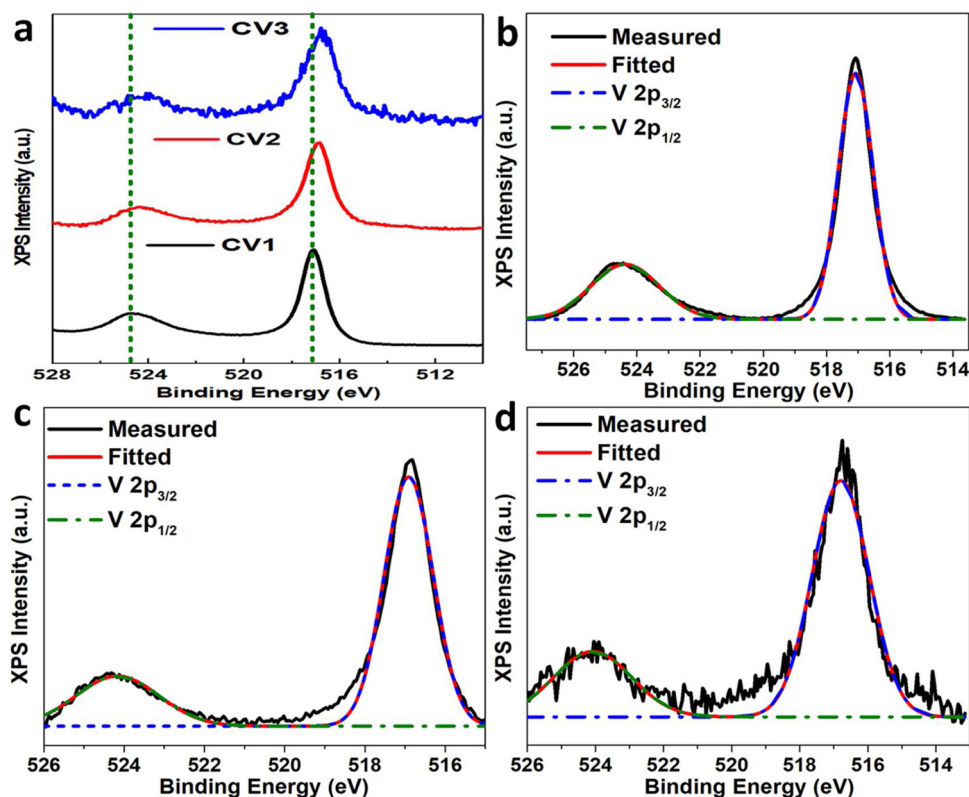 a
CV3
CV2
CV1
XPS Intensity (a.u.)
528 524 520 516 512
Binding Energy (eV)
b
Measured
Fitted
V 2p3/2
V 2p1/2
XPS Intensity (a.u.)
526 524 522 520 518 516 514
Binding Energy (eV)
c
Measured
Fitted
V 2p3/2
V 2p1/2
XPS Intensity (a.u.)
526 524 522 520 518 516
Binding Energy (eV)
d
Measured
Fitted
V 2p3/2
V 2p1/2
XPS Intensity (a.u.)
526 524 522 520 518 516 514
Binding Energy (eV)